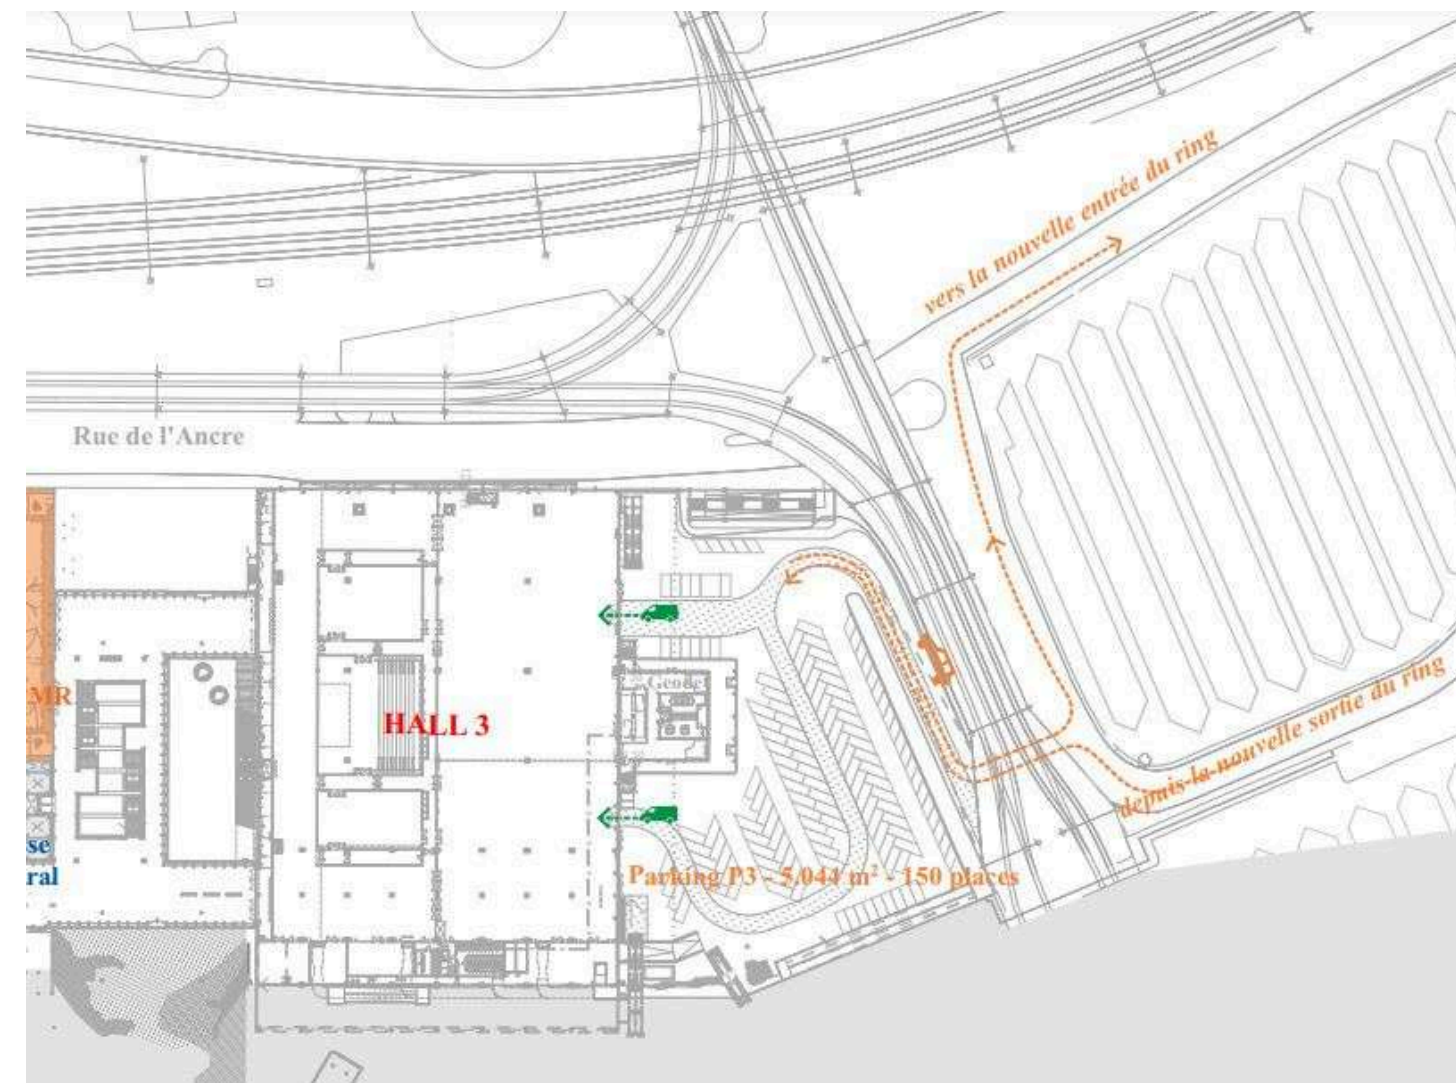 vers la nouvelle entrée du ring
Rue de l'Ancre
MR
HALL 3
depuis la nouvelle sortie du ring
se
ral
Parking P3 - 5.044 m² - 150 places